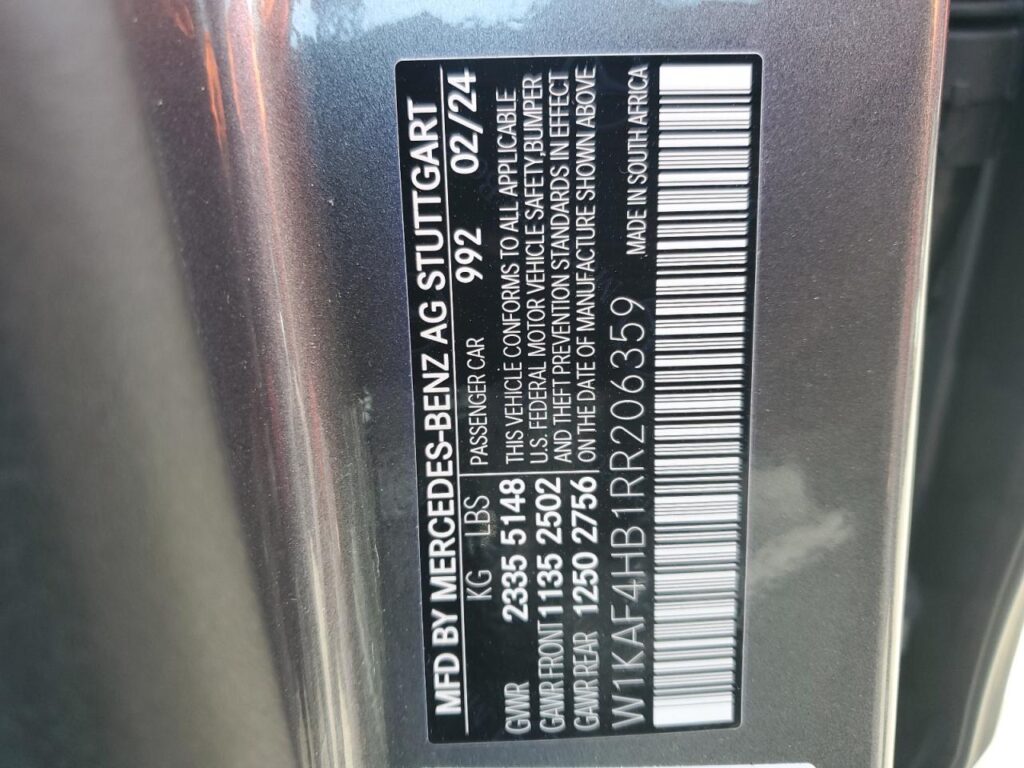 MFD BY MERCEDES-BENZ AG STUTTGART
KG LBS PASSENGER CAR 992 02/24
GVWR 2335 5148 THIS VEHICLE CONFORMS TO ALL APPLICABLE
GAWR FRONT 1135 2502 U.S. FEDERAL MOTOR VEHICLE SAFETY,BUMPER
GAWR REAR 1250 2756 AND THEFT PREVENTION STANDARDS IN EFFECT
ON THE DATE OF MANUFACTURE SHOWN ABOVE
W1KAF4HB1RR206359 MADE IN SOUTH AFRICA